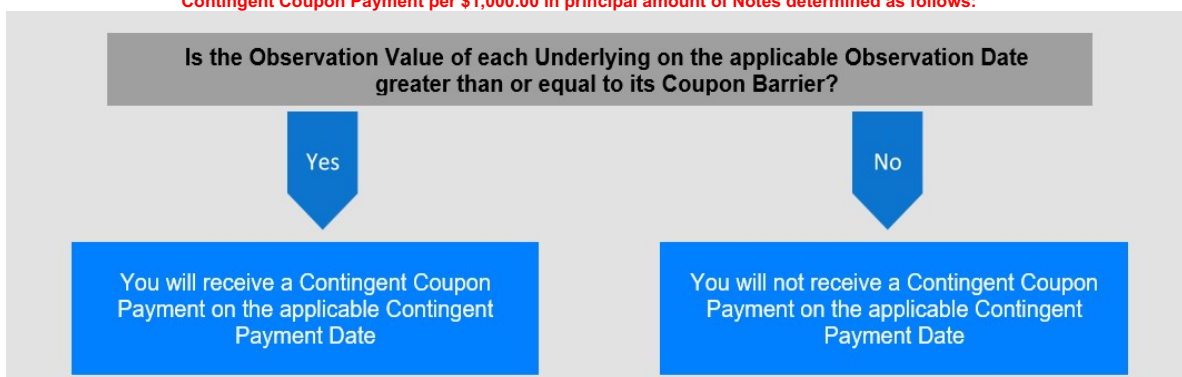 Contingent Coupon Payment per $1,000.00 in principal amount of Notes determined as follows:
Is the Observation Value of each Underlying on the applicable Observation Date
greater than or equal to its Coupon Barrier?
Yes
No
You will receive a Contingent Coupon
Payment on the applicable Contingent
Payment Date
You will not receive a Contingent Coupon
Payment on the applicable Contingent
Payment Date